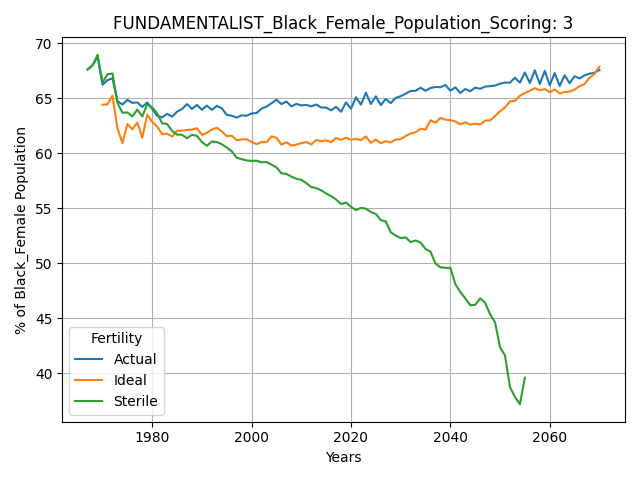 FUNDAMENTALIST_Black_Female_Population_Scoring: 3
% of Black_Female Population
70
65
60
55
50
45
40
Fertility
Actual
Ideal
Sterile
1980
2000
2020
2040
2060
Years